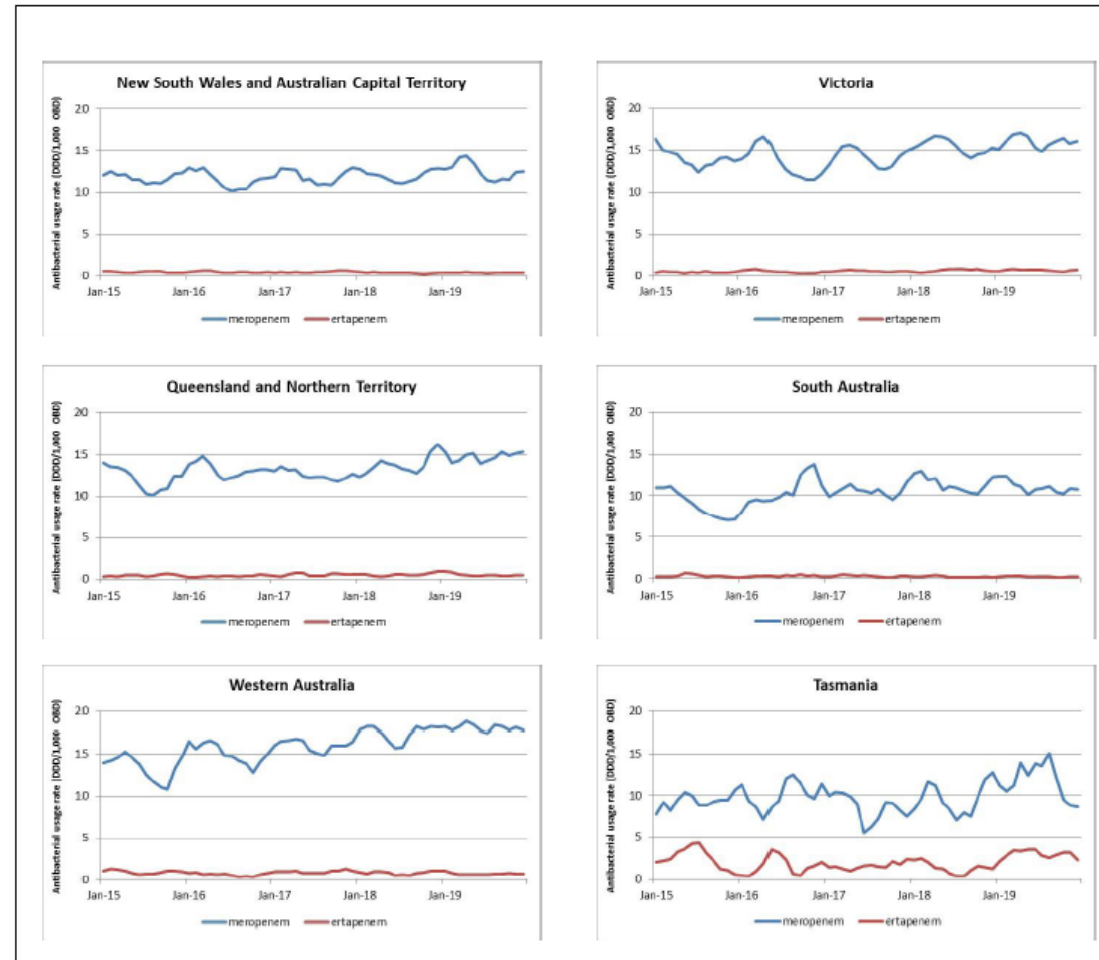 New South Wales and Australian Capital Territory
Antibacterial usage rate (DDD/1,000 OBD)
20
15
10
5
0
Jan-15 Jan-16 Jan-17 Jan-18 Jan-19
meropenem ertapenem
Victoria
Antibacterial usage rate (DDD/1,000 OBD)
20
15
10
5
0
Jan-15 Jan-16 Jan-17 Jan-18 Jan-19
meropenem ertapenem
Queensland and Northern Territory
Antibacterial usage rate (DDD/1,000 OBD)
20
15
10
5
0
Jan-15 Jan-16 Jan-17 Jan-18 Jan-19
meropenem ertapenem
South Australia
Antibacterial usage rate (DDD/1,000 OBD)
20
15
10
5
0
Jan-15 Jan-16 Jan-17 Jan-18 Jan-19
meropenem ertapenem
Western Australia
Antibacterial usage rate (DDD/1,000 OBD)
20
15
10
5
0
Jan-15 Jan-16 Jan-17 Jan-18 Jan-19
meropenem ertapenem
Tasmania
Antibacterial usage rate (DDD/1,000 OBD)
20
15
10
5
0
Jan-15 Jan-16 Jan-17 Jan-18 Jan-19
meropenem ertapenem